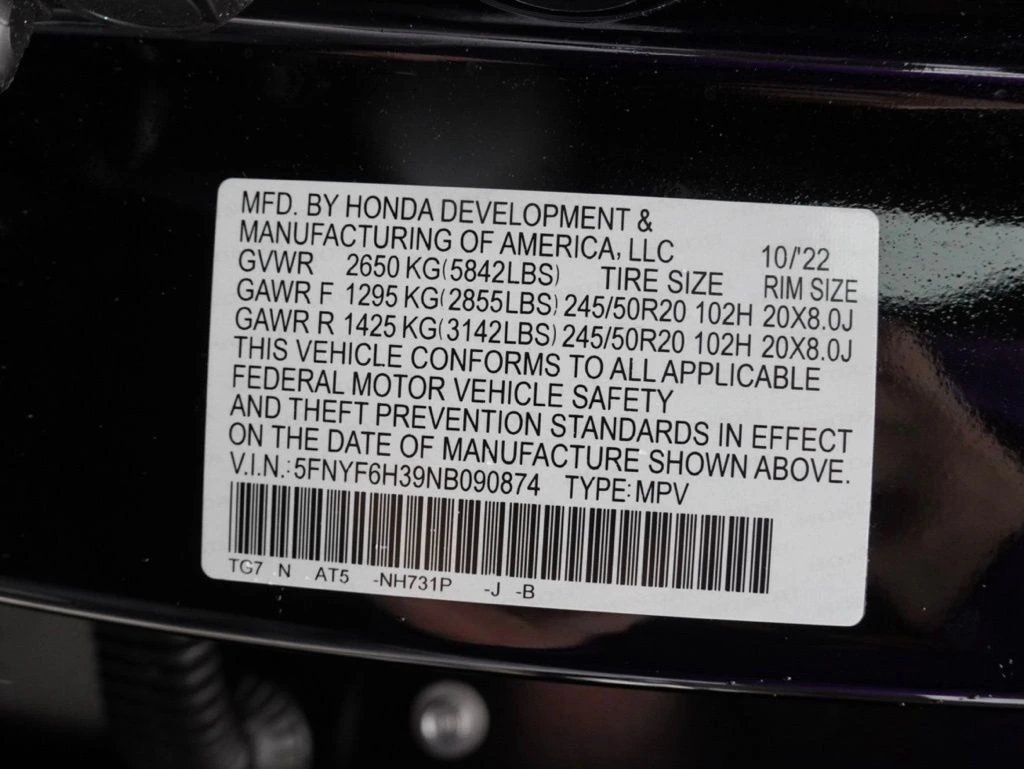 MFD. BY HONDA DEVELOPMENT &
MANUFACTURING OF AMERICA, LLC 10/'22
GVWR 2650 KG(5842LBS) TIRE SIZE RIM SIZE
GAWR F 1295 KG(2855LBS) 245/50R20 102H 20X8.0J
GAWR R 1425 KG(3142LBS) 245/50R20 102H 20X8.0J
THIS VEHICLE CONFORMS TO ALL APPLICABLE
FEDERAL MOTOR VEHICLE SAFETY
AND THEFT PREVENTION STANDARDS IN EFFECT
ON THE DATE OF MANUFACTURE SHOWN ABOVE.
V.I.N.: 5FNYF6H39NB090874 TYPE: MPV
TG7 N AT5 -NH731P -J -B